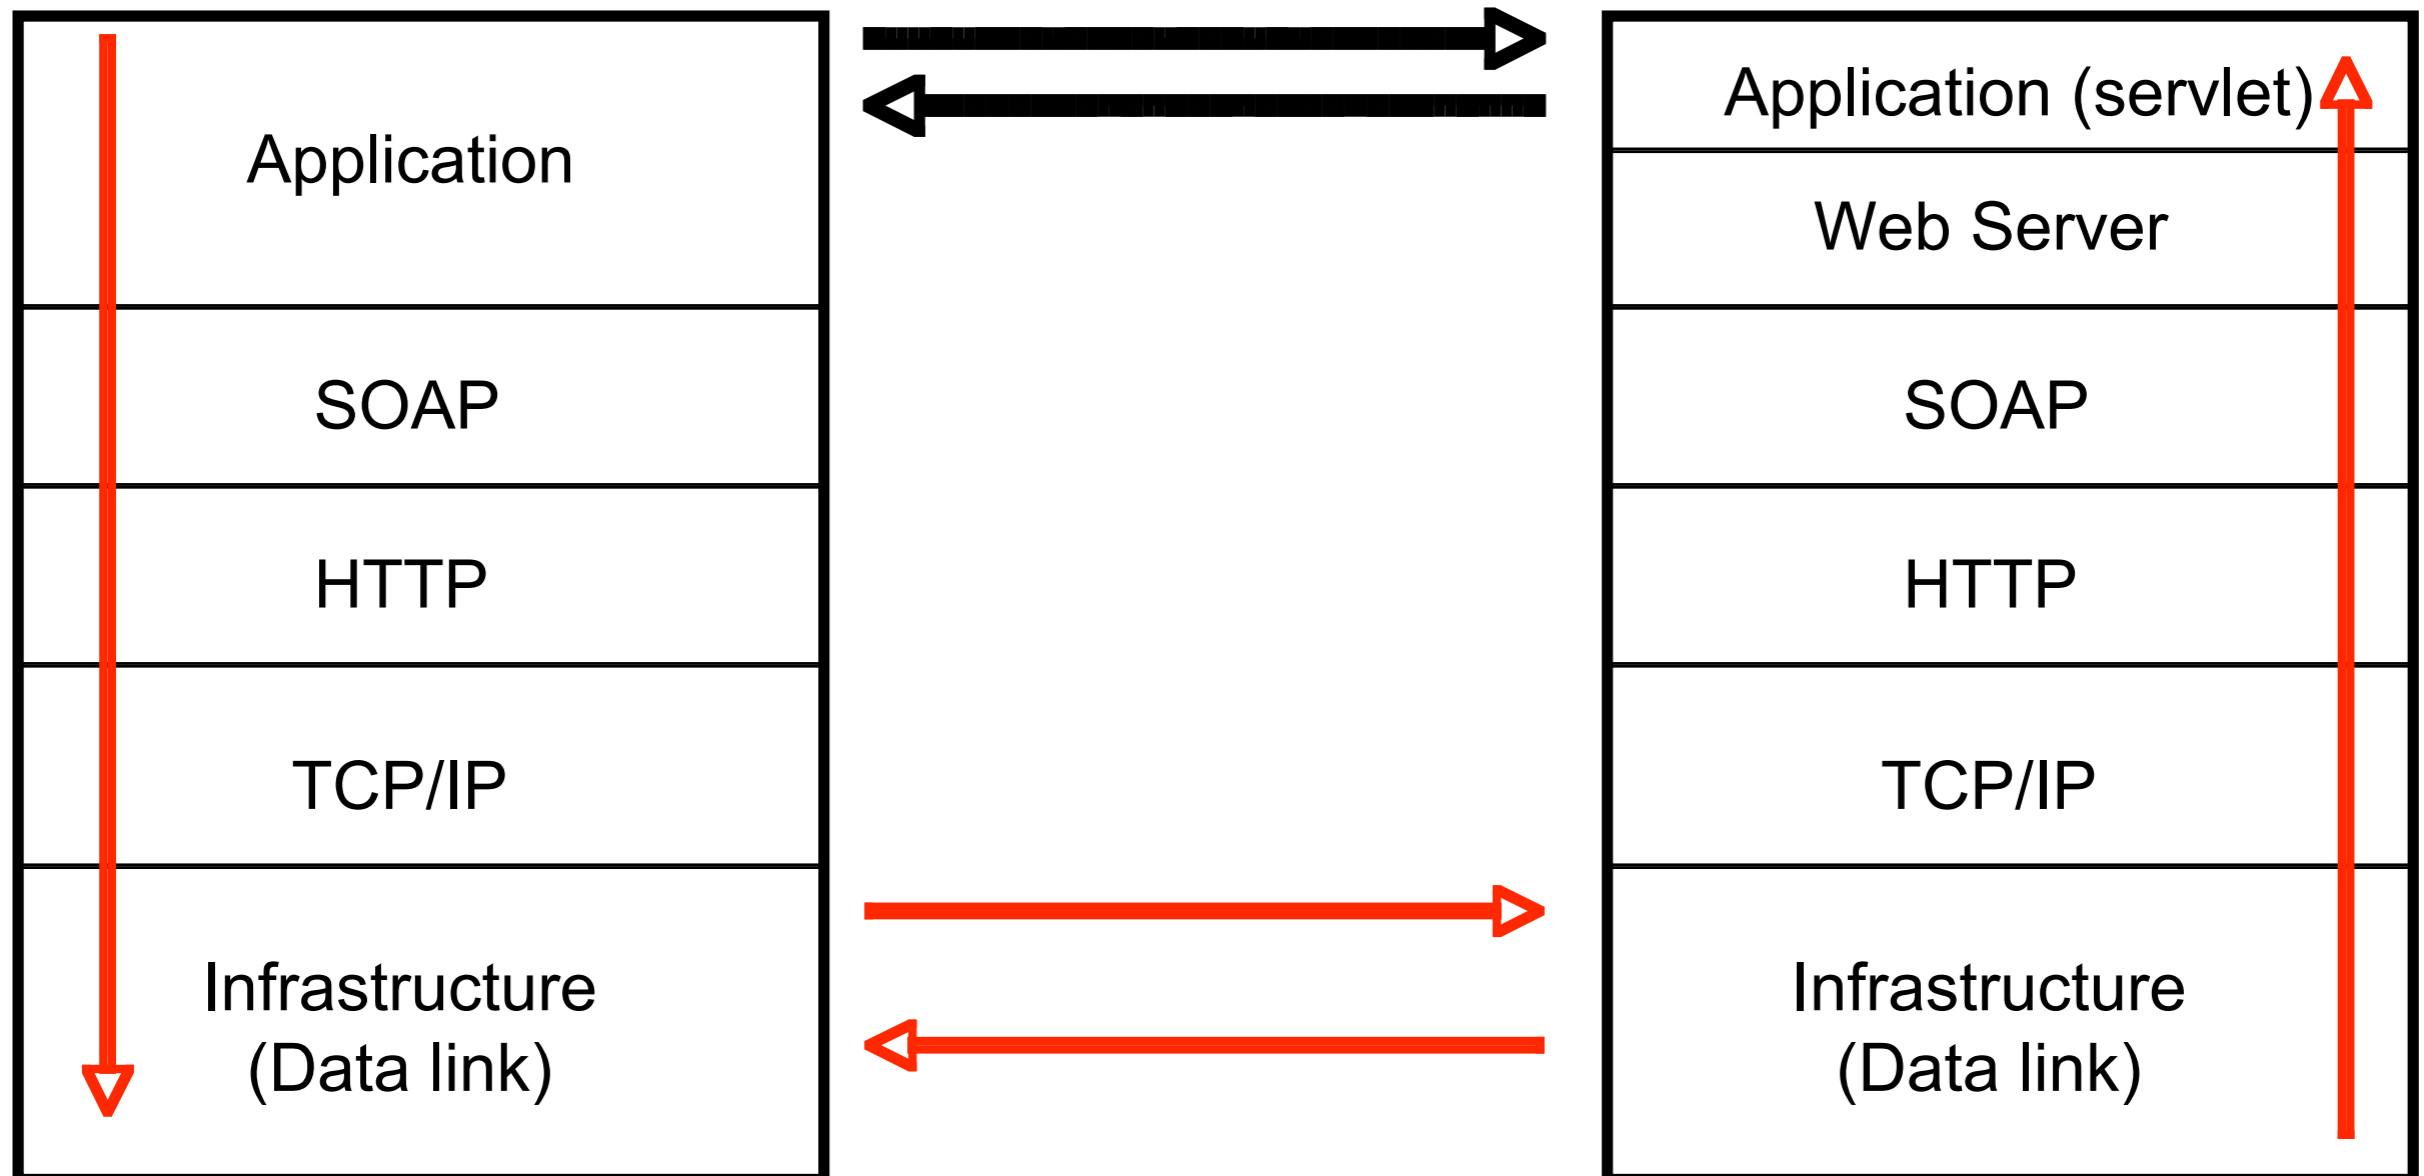 Application
SOAP
HTTP
TCP/IP
Infrastructure
(Data link)
Application (servlet)
Web Server
SOAP
HTTP
TCP/IP
Infrastructure
(Data link)